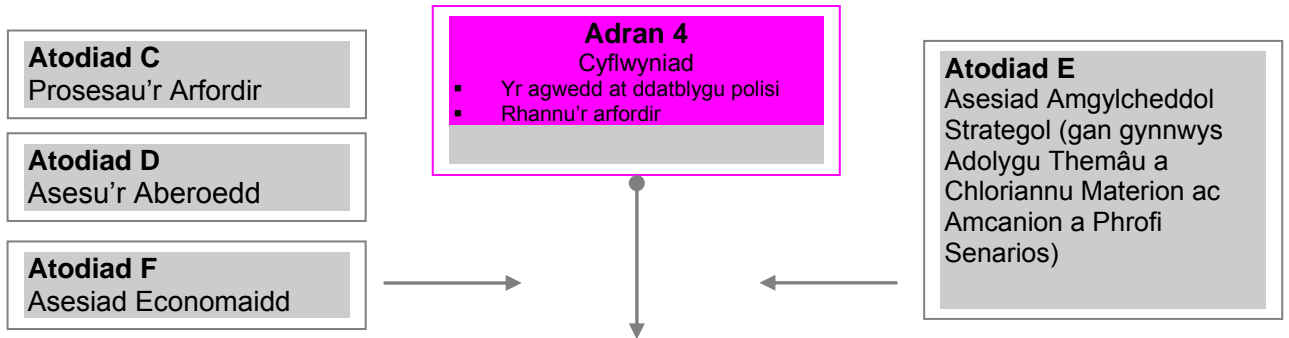 Atodiad C
Prosesau'r Arfordir
Atodiad D
Asesu’r Aberoedd
Atodiad F
Asesiad Economaidd
Adran 4
Cyflwyniad
▪ Yr agwedd at ddatblygu polisi
▪ Rhannu’r arfordir
Atodiad E
Asesiad Amgylcheddol
Strategol (gan gynnwys
Adolygu Themâu a
Chloriannu Materion ac
Amcanion a Phrofi
Senarios)